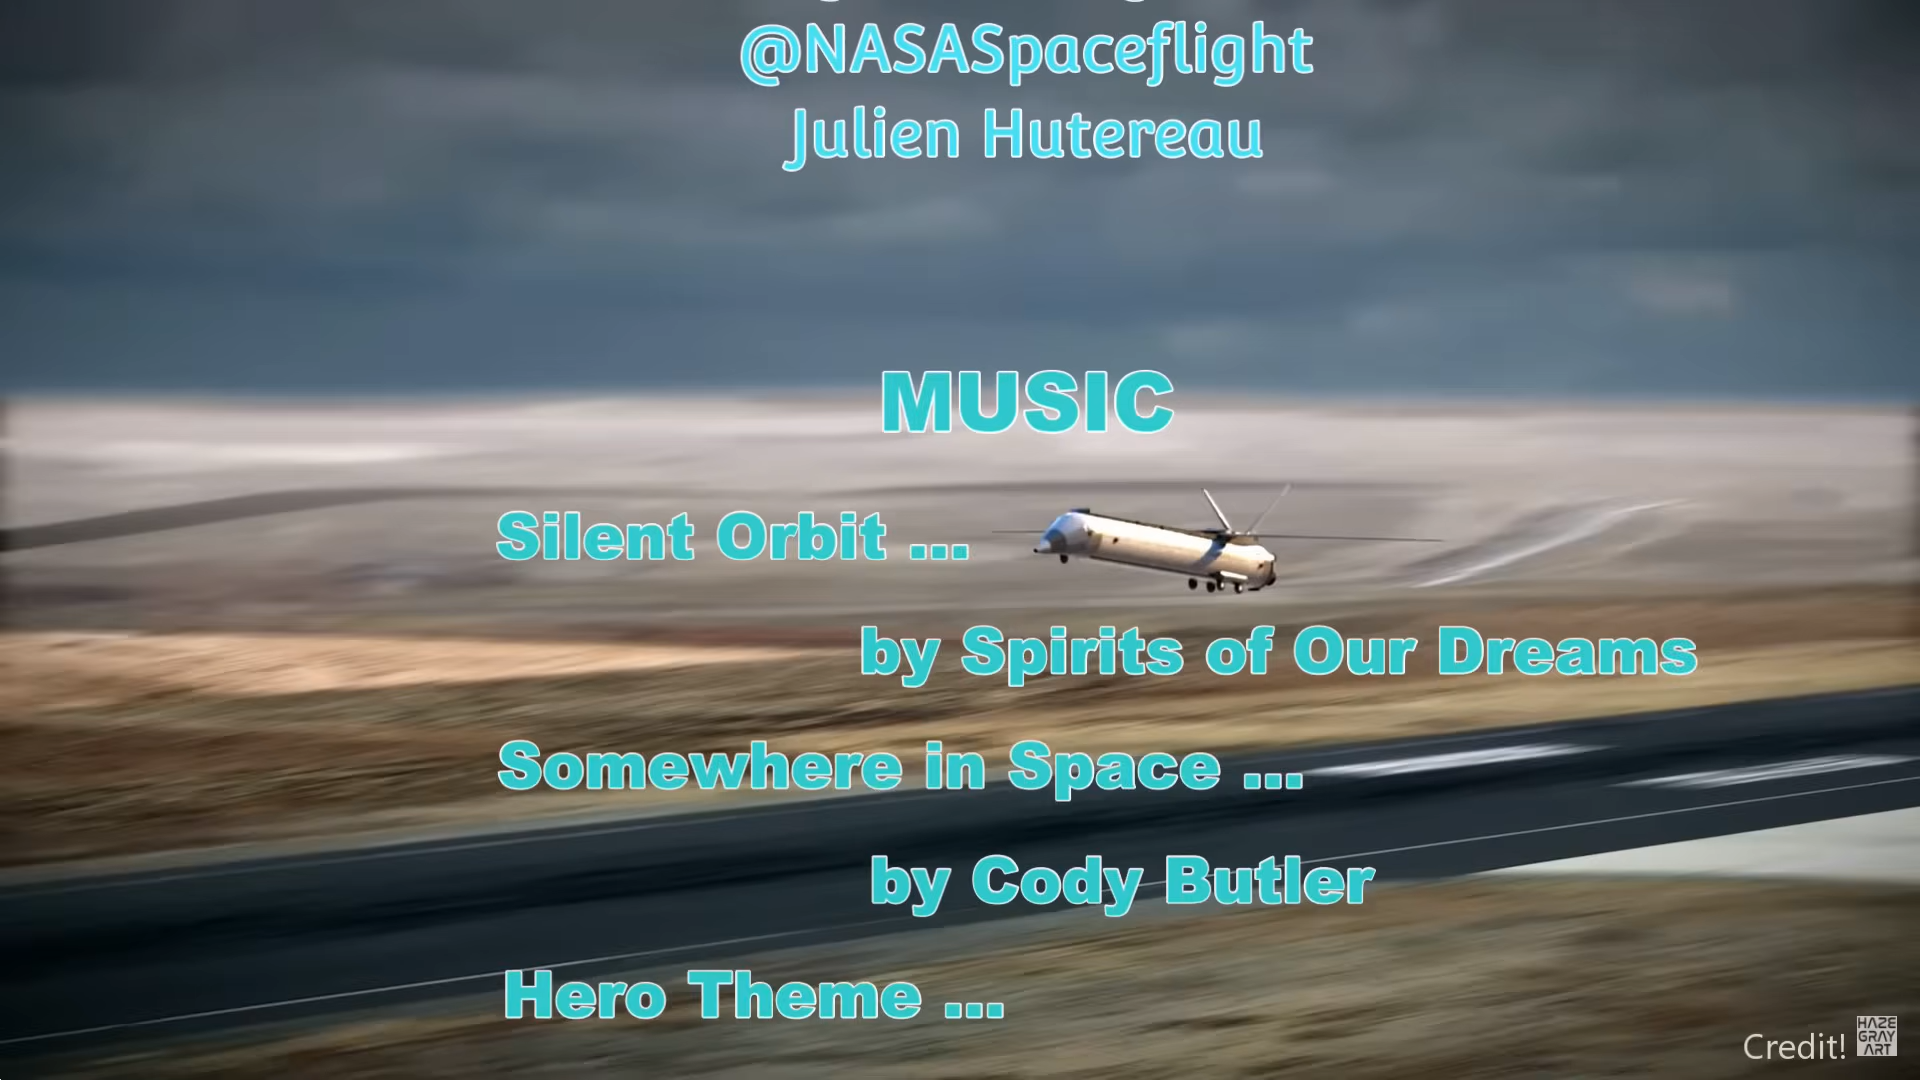 @NASASpaceflight
Julien Hutereau
MUSIC
Silent Orbit ...
by Spirits of Our Dreams
Somewhere in Space ...
by Cody Butler
Hero Theme ...
Credit!
HAZE
GRAY
ART